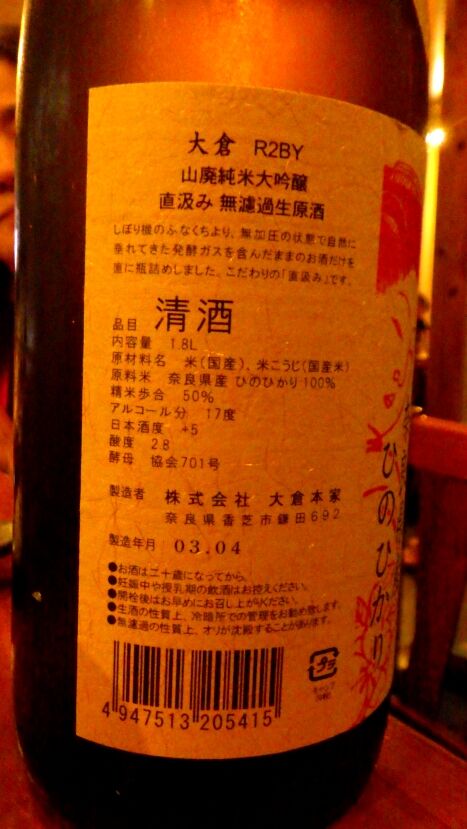 大倉 R2BY
山廃純米大吟醸
直汲み 無濾過生原酒
しぼり機のふなくちより、無加圧の状態で自然に
垂れてきた発酵ガスを含んだままのお酒だけを
直に瓶詰めしました、こだわりの「直汲み」です。
品目 清酒
内容量 1.8L
原材料名 米(国産)、米こうじ(国産米)
原料米 奈良県産 ひのひかり100%
精米歩合 50%
アルコール分 17度
日本酒度 +5
酸度 2.8
酵母 協会701号
製造者 株式会社 大倉本家
奈良県香芝市鎌田692
製造年月 03.04
●お酒は二十歳になってから。
●妊娠中や授乳期の飲酒はお控えください。
●開栓後はお早めにお召し上がりください。
●生酒の性質上、冷暗所での管理をお勧め致します。
●無濾過の性質上、オリが沈殿することがあります。
4 947513 205415
プラ
キャップ
ひのひかり